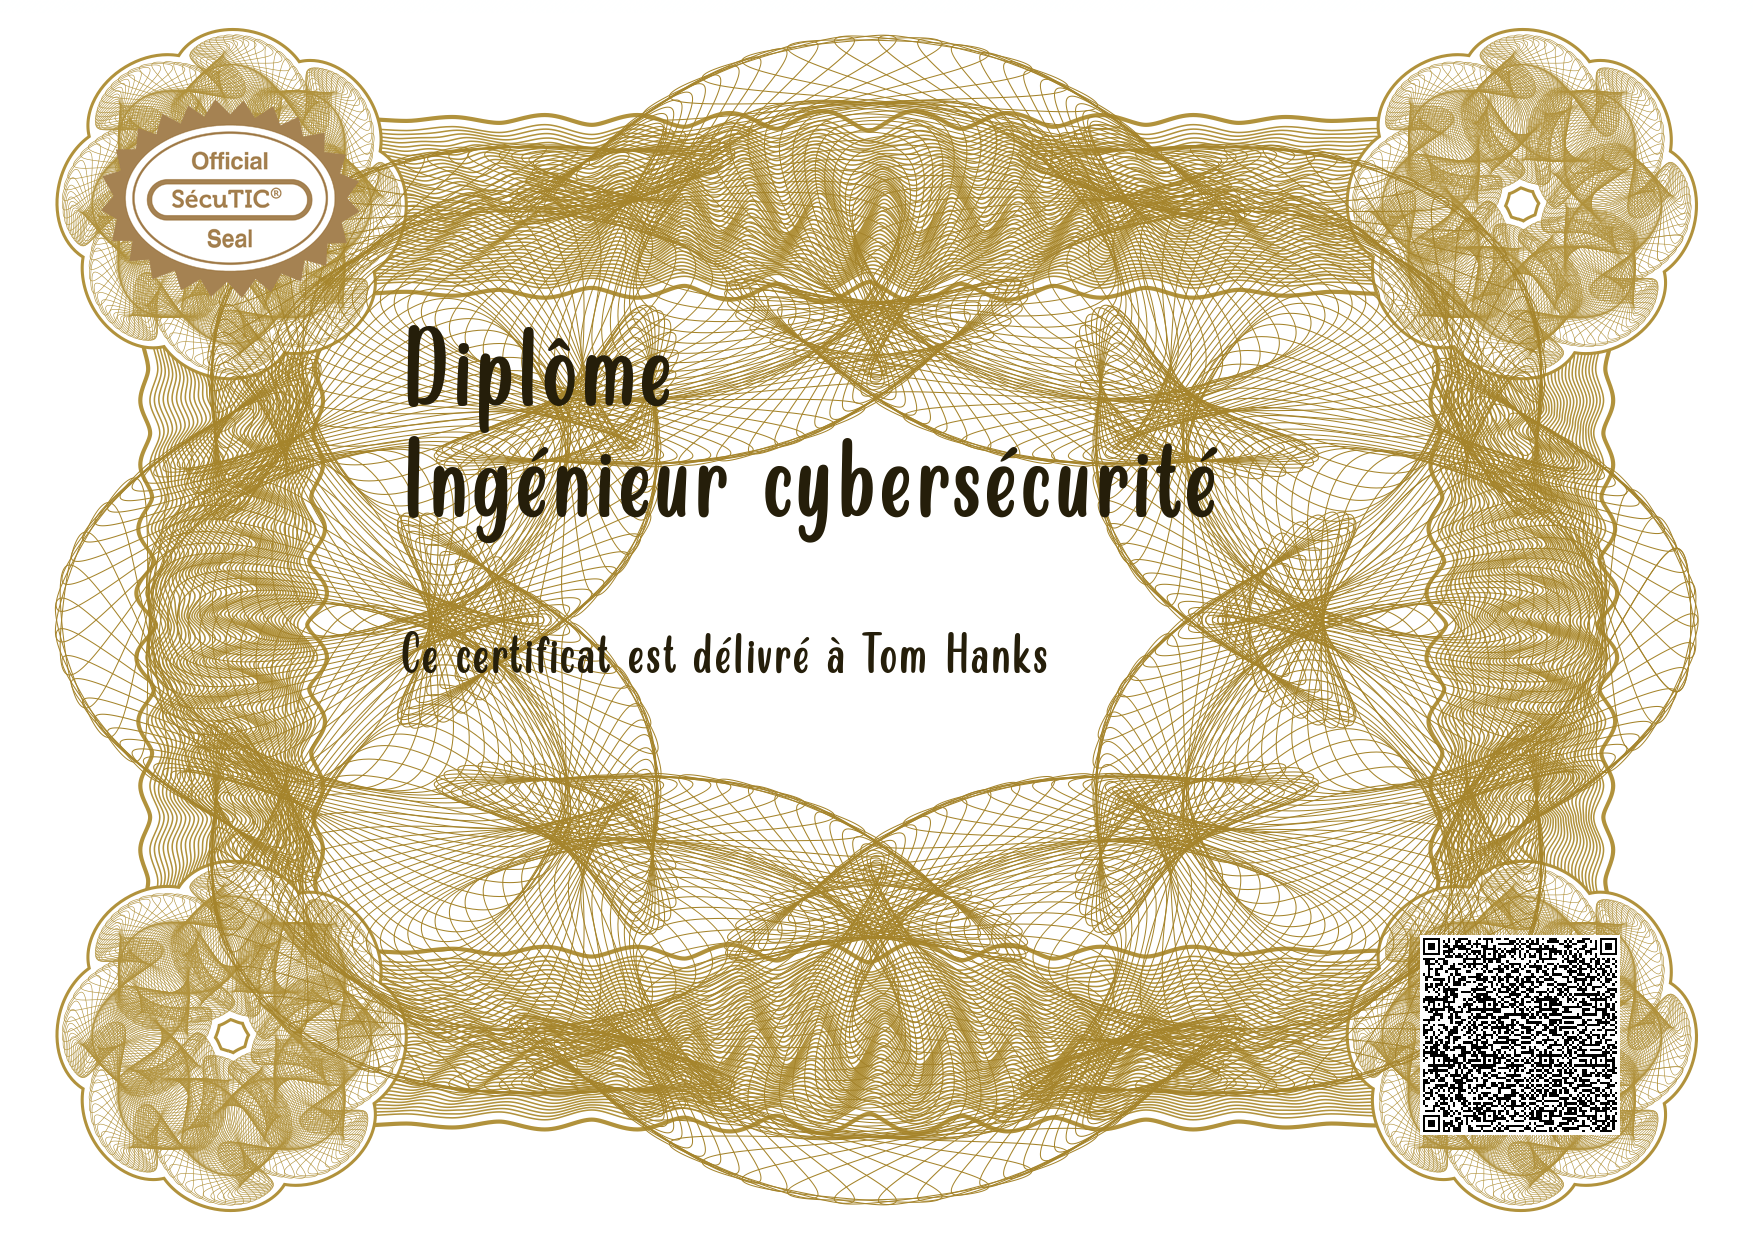 Official
SécuTIC®
Seal
Diplôme
Ingénieur cybersécurité
Ce certificat est délivré à Tom Hanks